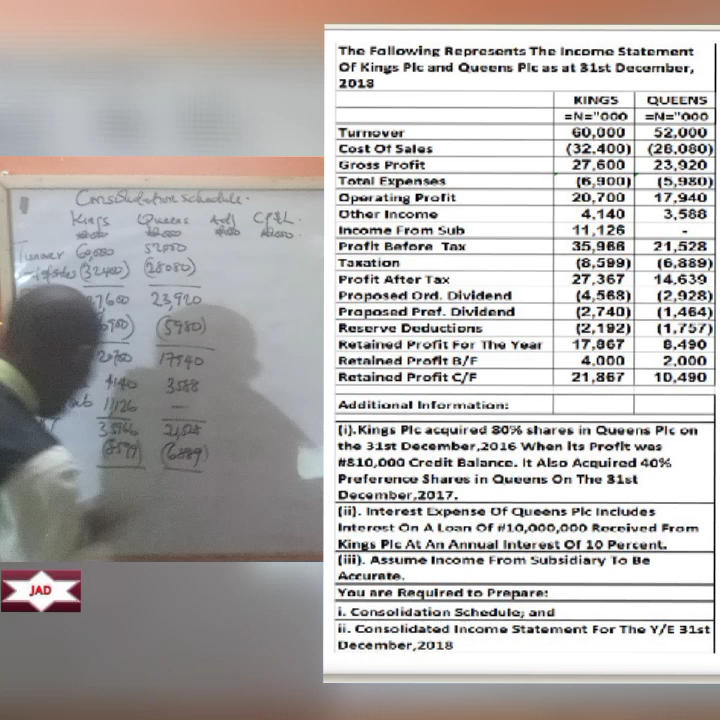 The Following Represents The Income Statement
Of Kings Plc and Queens Plc as at 31st December,
2018
KINGS QUEENS
=N="000 =N="000
Turnover 60,000 52,000
Cost Of Sales (32,400) (28,080)
Gross Profit 27,600 23,920
Total Expenses (6,900) (5,980)
Operating Profit 20,700 17,940
Other Income 4,140 3,588
Income From Sub 11,126 -
Profit Before Tax 35,966 21,528
Taxation (8,599) (6,889)
Profit After Tax 27,367 14,639
Proposed Ord. Dividend (4,568) (2,928)
Proposed Pref. Dividend (2,740) (1,464)
Reserve Deductions (2,192) (1,757)
Retained Profit For The Year 17,867 8,490
Retained Profit B/F 4,000 2,000
Retained Profit C/F 21,867 10,490
Additional Information:
(i).Kings Plc acquired 80% shares in Queens Plc on
the 31st December,2016 When its Profit was
#810,000 Credit Balance. It Also Acquired 40%
Preference Shares in Queens On The 31st
December,2017.
(ii). Interest Expense Of Queens Plc Includes
Interest On A Loan Of #10,000,000 Received From
Kings Plc At An Annual Interest Of 10 Percent.
(iii). Assume Income From Subsidiary To Be
Accurate.
You are Required to Prepare:
i. Consolidation Schedule; and
ii. Consolidated Income Statement For The Y/E 31st
December,2018
Consolidation Schedule.
Kings Queens Adj
60,000
(32400) (28080)
27600 23,920
(5980)
20700 17940
4140 3588
11126 -
35966 21,528
(8599) (6889)
JAD